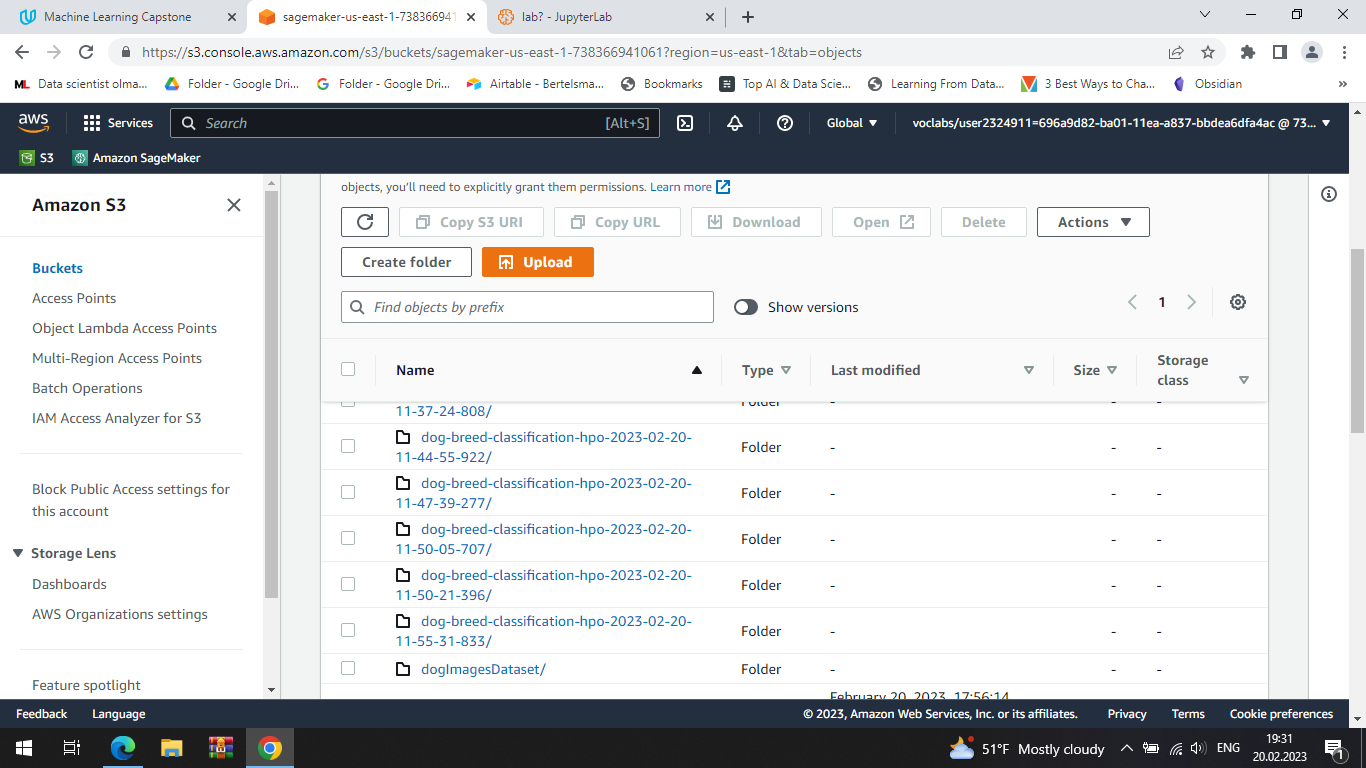 Machine Learning Capstone
sagemaker-us-east-1-738366941
lab? - JupyterLab
https://s3.console.aws.amazon.com/s3/buckets/sagemaker-us-east-1-738366941061?region=us-east-1&tab=objects
ML Data scientist olma...
Folder - Google Dri...
Folder - Google Dri...
Airtable - Bertelsma...
Bookmarks
Top AI & Data Scie...
Learning From Data...
3 Best Ways to Cha...
Obsidian
»
aws
Services
Search [Alt+S]
Global
voclabs/user2324911=696a9d82-ba01-11ea-a837-bbdea6dfa4ac @ 73...
S3
Amazon SageMaker
Amazon S3
Buckets
Access Points
Object Lambda Access Points
Multi-Region Access Points
Batch Operations
IAM Access Analyzer for S3
Block Public Access settings for
this account
Storage Lens
Dashboards
AWS Organizations settings
Feature spotlight
objects, you'll need to explicitly grant them permissions. Learn more
Copy S3 URI
Copy URL
Download
Open
Delete
Actions
Create folder
Upload
Find objects by prefix
Show versions
1
Name Type Last modified Size Storage
class
Folder - - -
11-37-24-808/
dog-breed-classification-hpo-2023-02-20-
11-44-55-922/
Folder - - -
dog-breed-classification-hpo-2023-02-20-
11-47-39-277/
Folder - - -
dog-breed-classification-hpo-2023-02-20-
11-50-05-707/
Folder - - -
dog-breed-classification-hpo-2023-02-20-
11-50-21-396/
Folder - - -
dog-breed-classification-hpo-2023-02-20-
11-55-31-833/
Folder - - -
dogImagesDataset/ Folder - - -
February 20, 2023, 17:56:14
Feedback
Language
© 2023, Amazon Web Services, Inc. or its affiliates.
Privacy
Terms
Cookie preferences
51°F Mostly cloudy
ENG
19:31
20.02.2023
1